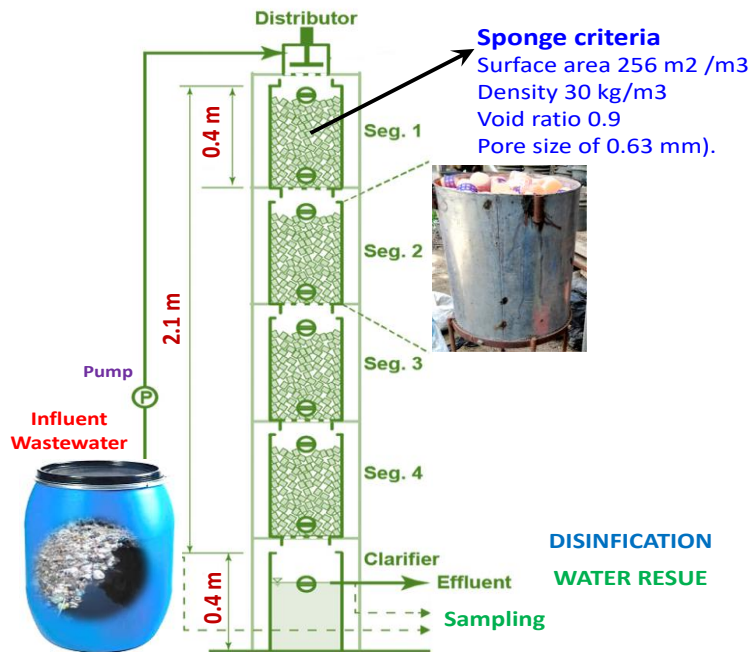 Distributor
Sponge criteria
Surface area 256 m2 /m3
Density 30 kg/m3
Void ratio 0.9
Pore size of 0.63 mm).
0.4 m
Seg. 1
Seg. 2
2.1 m
Seg. 3
Pump
P
Influent
Wastewater
Seg. 4
Clarifier
DISINFICATION
0.4 m
Effluent
WATER RESUE
Sampling